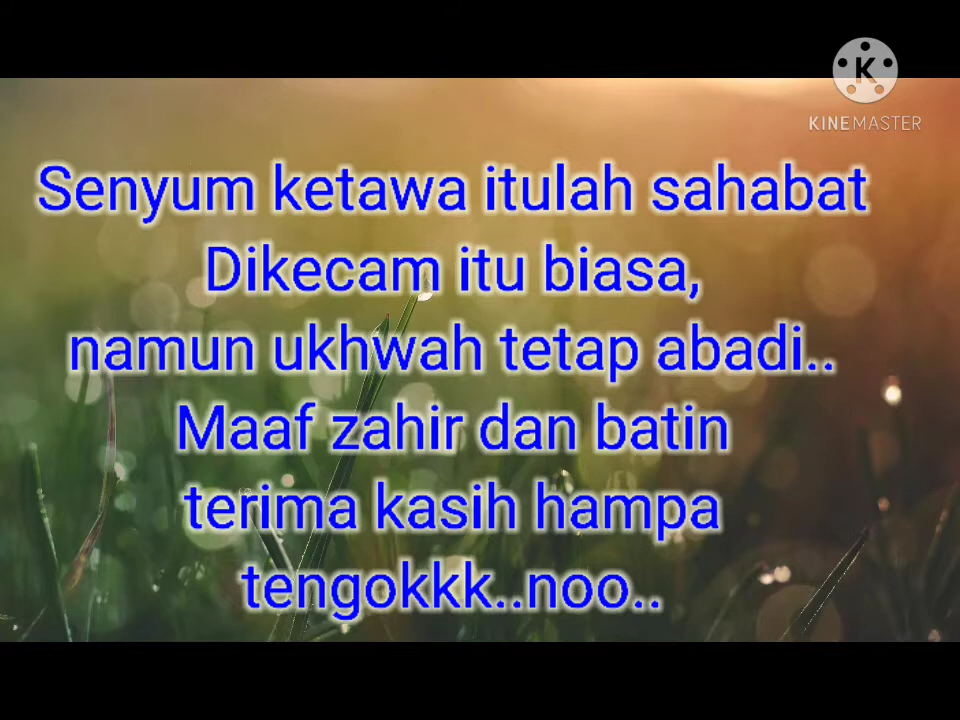 KINEMASTER
Senyum ketawa itulah sahabat
Dikecam itu biasa,
namun ukhwah tetap abadi..
Maaf zahir dan batin
terima kasih hampa
tengokkk..noo..